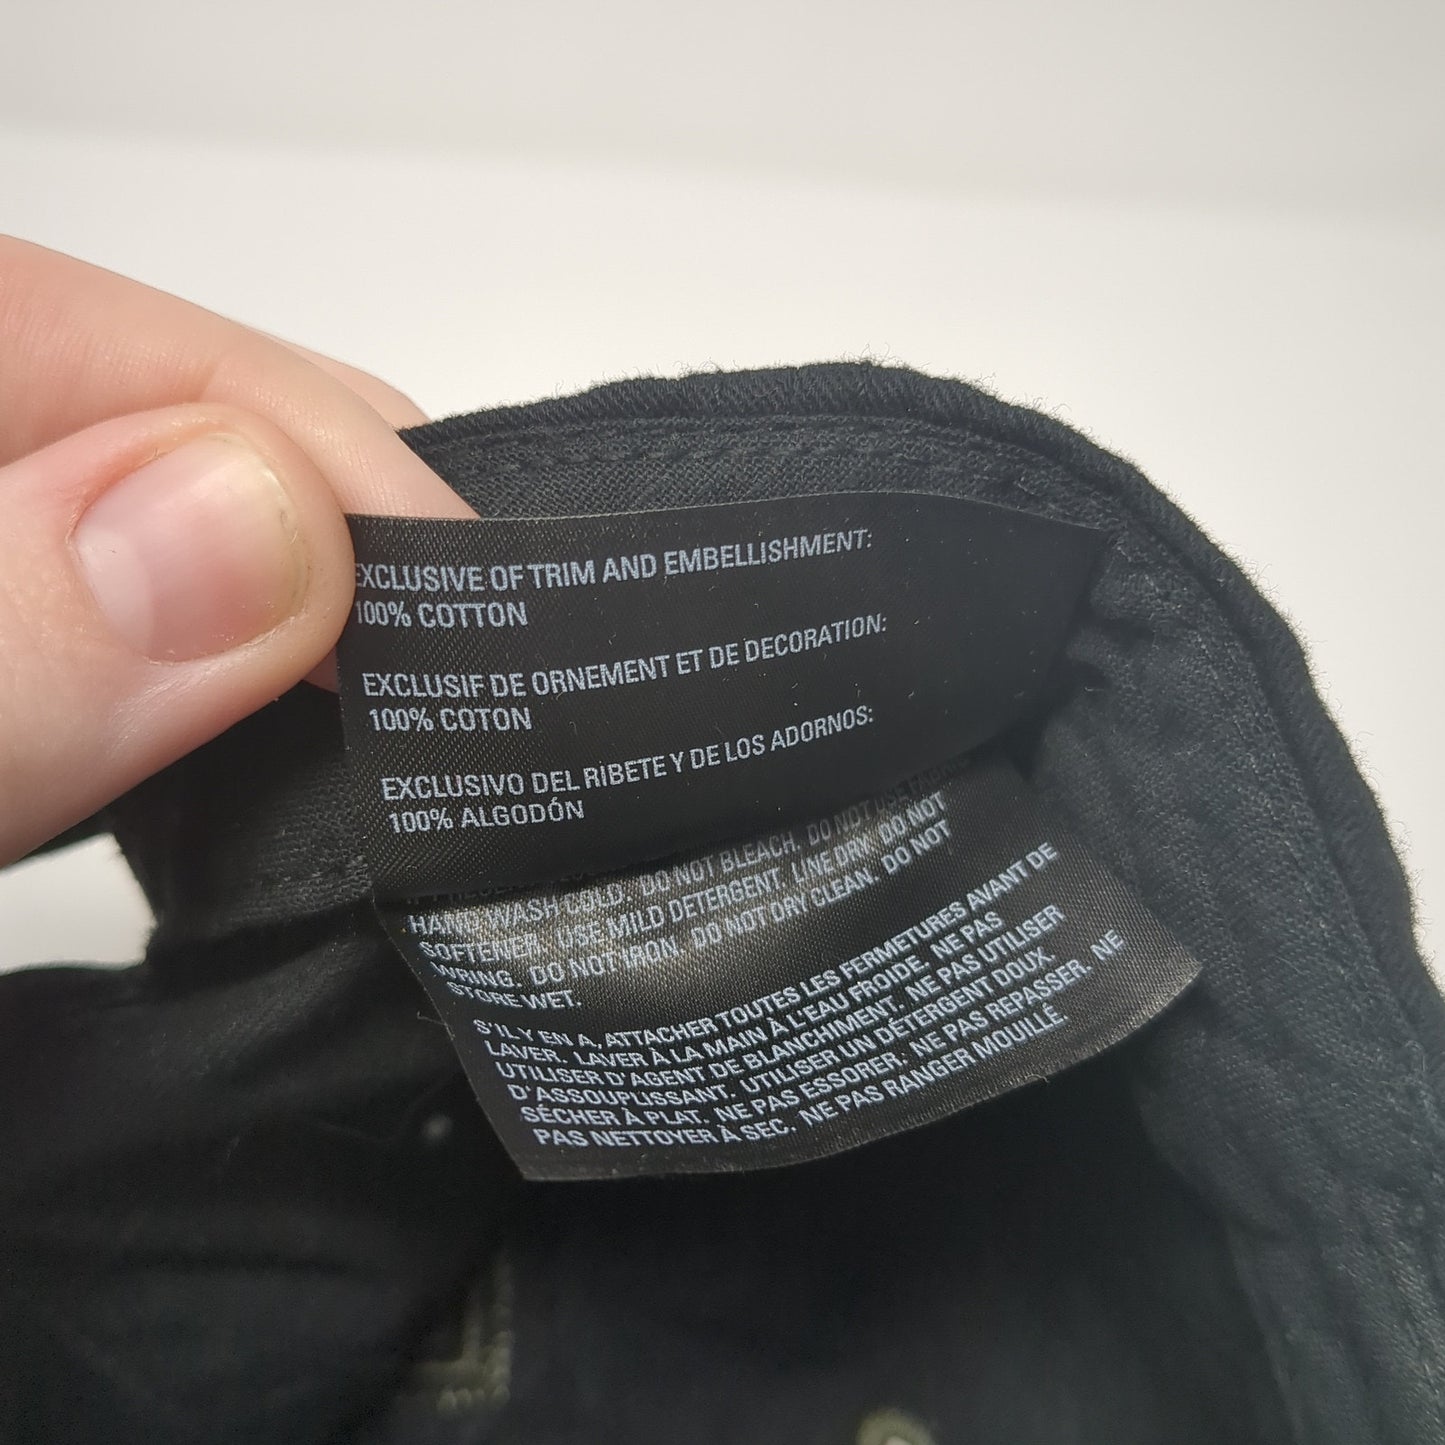 EXCLUSIVE OF TRIM AND EMBELLISHMENT:
100% COTTON
EXCLUSIF DE ORNEMENT ET DE DECORATION:
100% COTON
EXCLUSIVO DEL RIBETE Y DE LOS ADORNOS:
100% ALGODÓN
HAND WASH COLD. DO NOT BLEACH. DO NOT USE FABRIC
SOFTENER. USE MILD DETERGENT. LINE DRY. DO NOT
WRING. DO NOT IRON. DO NOT DRY CLEAN. DO NOT
STORE WET.
S'IL Y EN A, ATTACHER TOUTES LES FERMETURES AVANT DE
LAVER. LAVER À LA MAIN À L'EAU FROIDE. NE PAS
UTILISER D'AGENT DE BLANCHIMENT. NE PAS UTILISER
D'ASSOUPLISSANT. UTILISER UN DÉTERGENT DOUX.
SÉCHER À PLAT. NE PAS ESSORER. NE PAS REPASSER. NE
PAS NETTOYER À SEC. NE PAS RANGER MOUILLÉ.